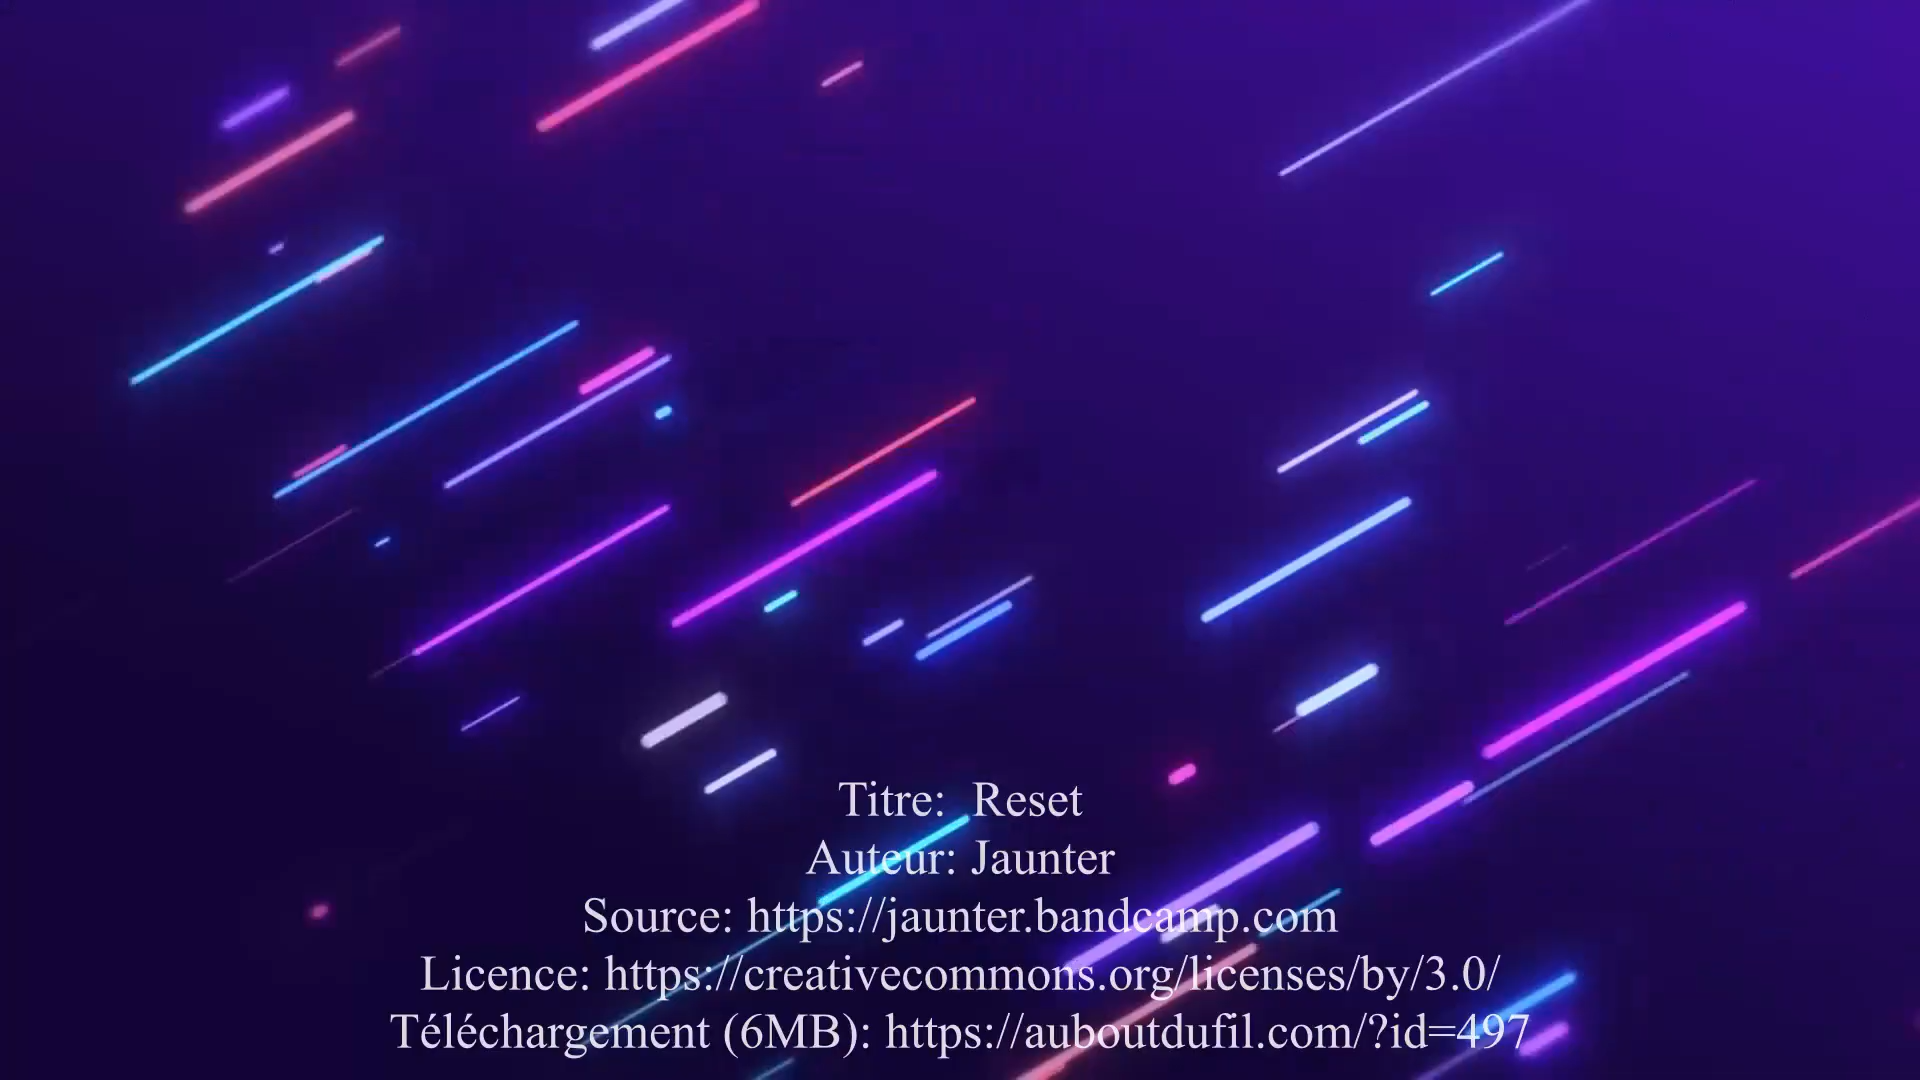 Titre:  Reset
Auteur: Jaunter
Source: https://jaunter.bandcamp.com
Licence: https://creativecommons.org/licenses/by/3.0/
Téléchargement (6MB): https://auboutdufil.com/?id=497